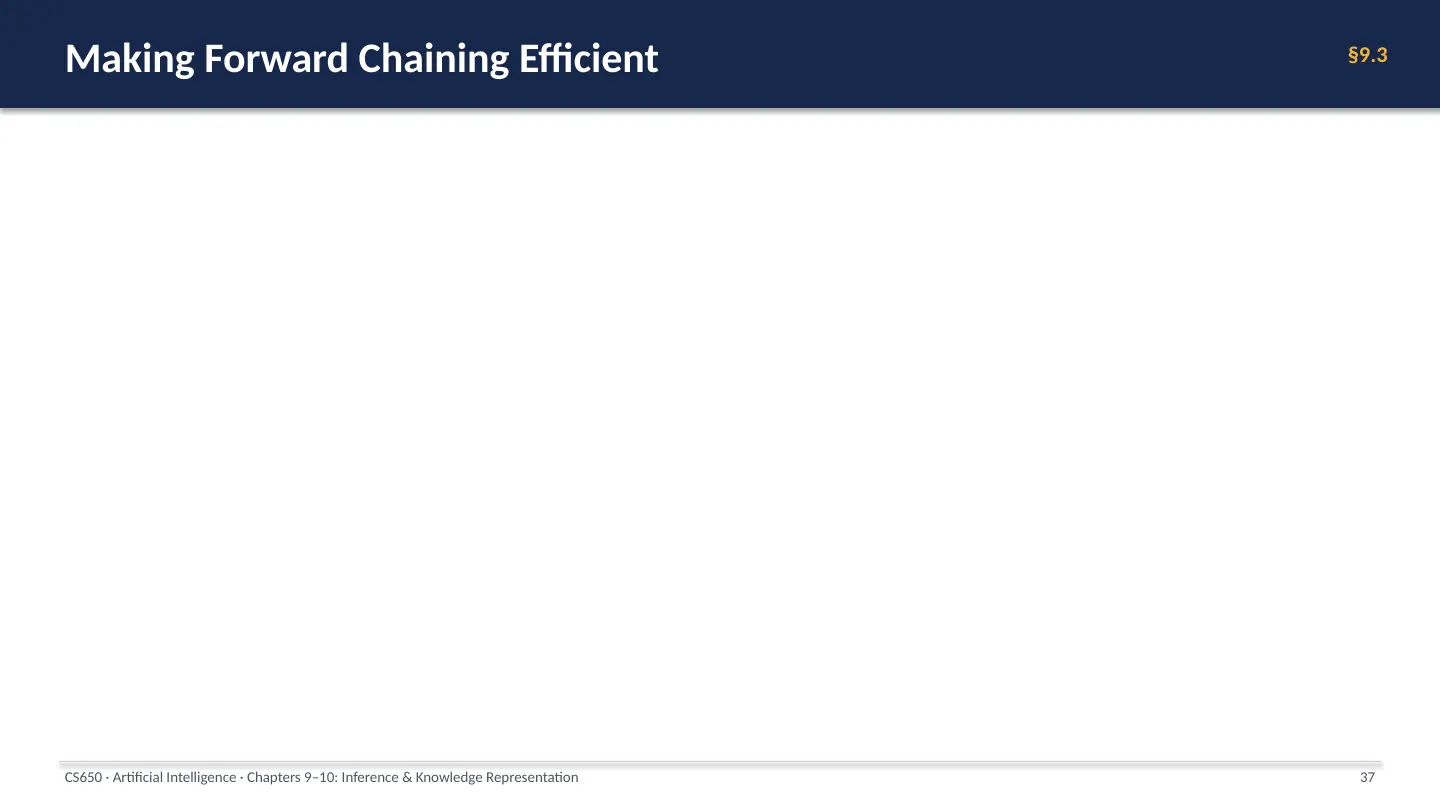 Making Forward Chaining Efficient
§9.3
CS650 · Artificial Intelligence · Chapters 9–10: Inference & Knowledge Representation
37